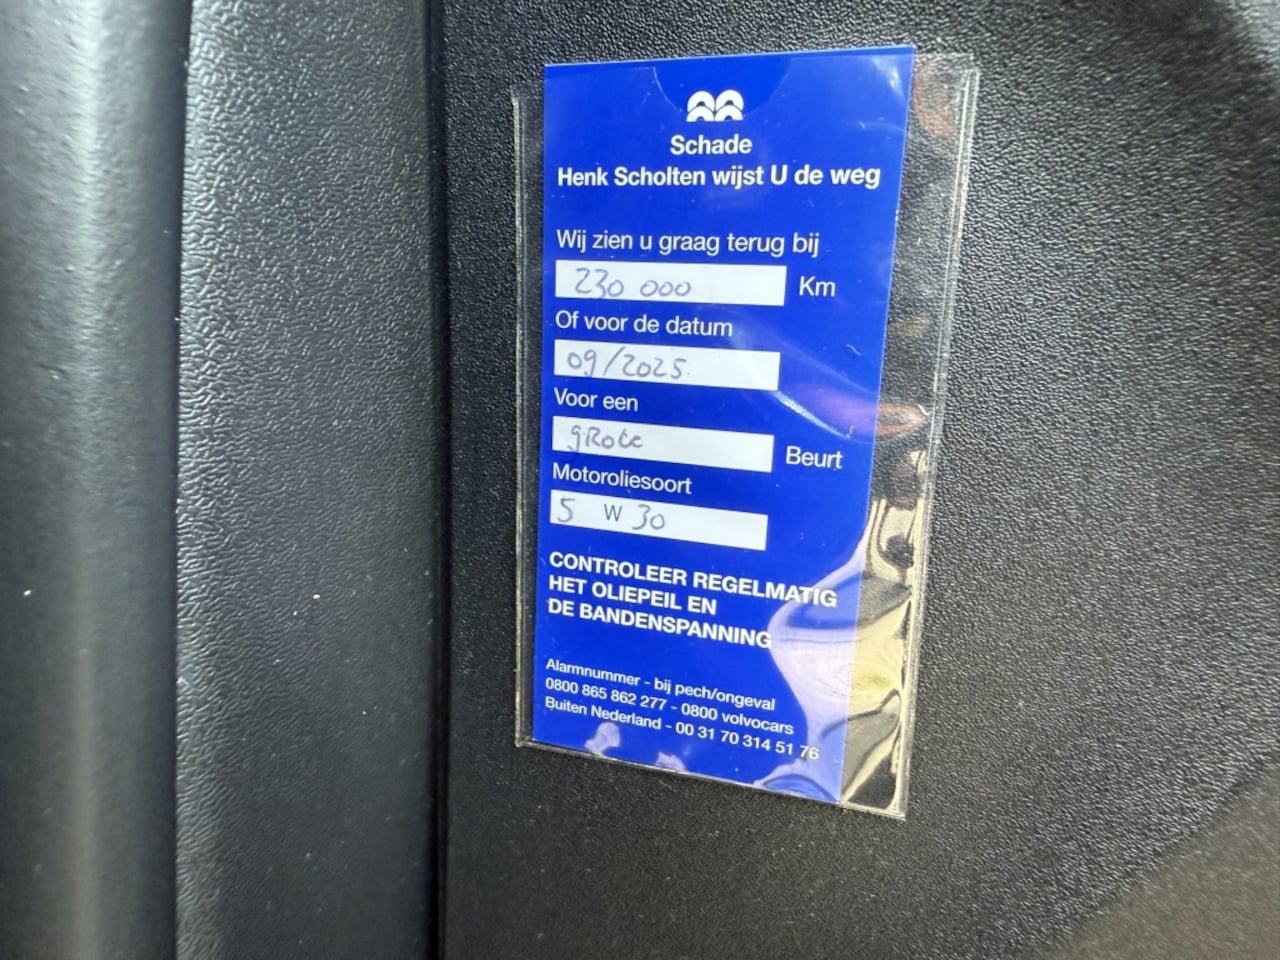 Schade
Henk Scholten wijst U de weg
Wij zien u graag terug bij
230 000 Km
Of voor de datum
09/2025
Voor een
gRote Beurt
Motoroliesoort
5 W 30
CONTROLEER REGELMATIG
HET OLIEPEIL EN
DE BANDENSPANNING
Alarmnummer - bij pech/ongeval
0800 865 862 277 - 0800 volvocars
Buiten Nederland - 00 31 70 314 51 76